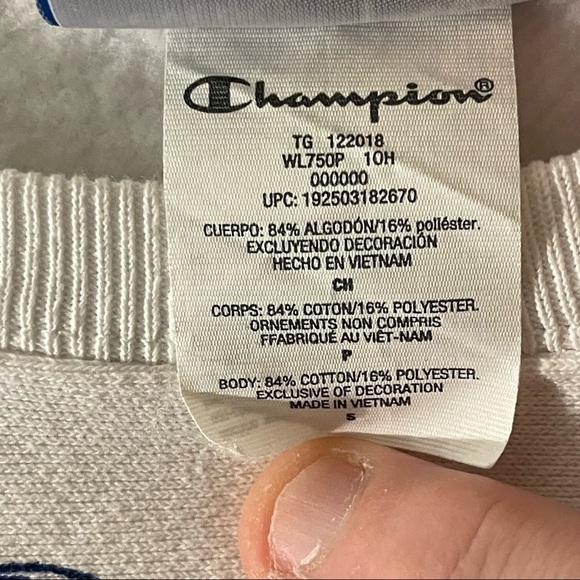 Champion®
TG 122018
WL750P 10H
000000
UPC: 192503182670
CUERPO: 84% ALGODÓN/16% poliéster.
EXCLUYENDO DECORACIÓN
HECHO EN VIETNAM
CH
CORPS: 84% COTON/16% POLYESTER.
ORNEMENTS NON COMPRIS
FFABRIQUÉ AU VIÊT-NAM
P
BODY: 84% COTTON/16% POLYESTER.
EXCLUSIVE OF DECORATION
MADE IN VIETNAM
S